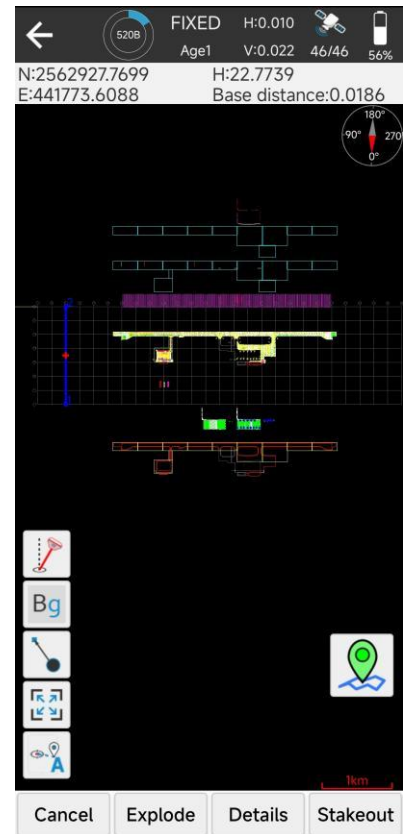 520B
FIXED H:0.010
Age1 V:0.022 46/46 56%
N:2562927.7699 H:22.7739
E:441773.6088 Base distance:0.0186
180°
90° 270
0°
Bg
A
1km
Cancel Explode Details Stakeout